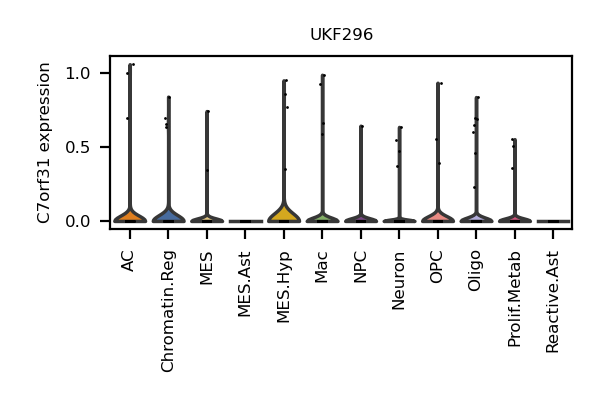 UKF296
C7orf31 expression
1.0
0.5
0.0
AC
Chromatin.Reg
MES
MES.Ast
MES.Hyp
Mac
NPC
Neuron
OPC
Oligo
Prolif.Metab
Reactive.Ast